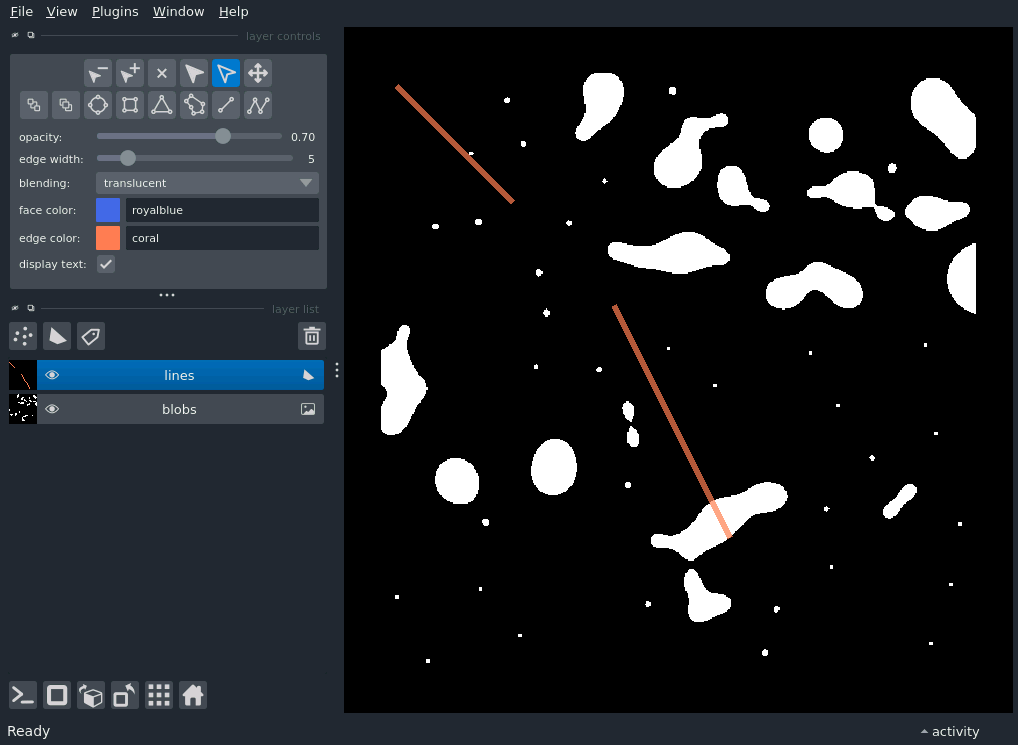 File View Plugins Window Help
layer controls
opacity: 0.70
edge width: 5
blending: translucent
face color: royalblue
edge color: coral
display text:
layer list
lines
blobs
Ready
activity